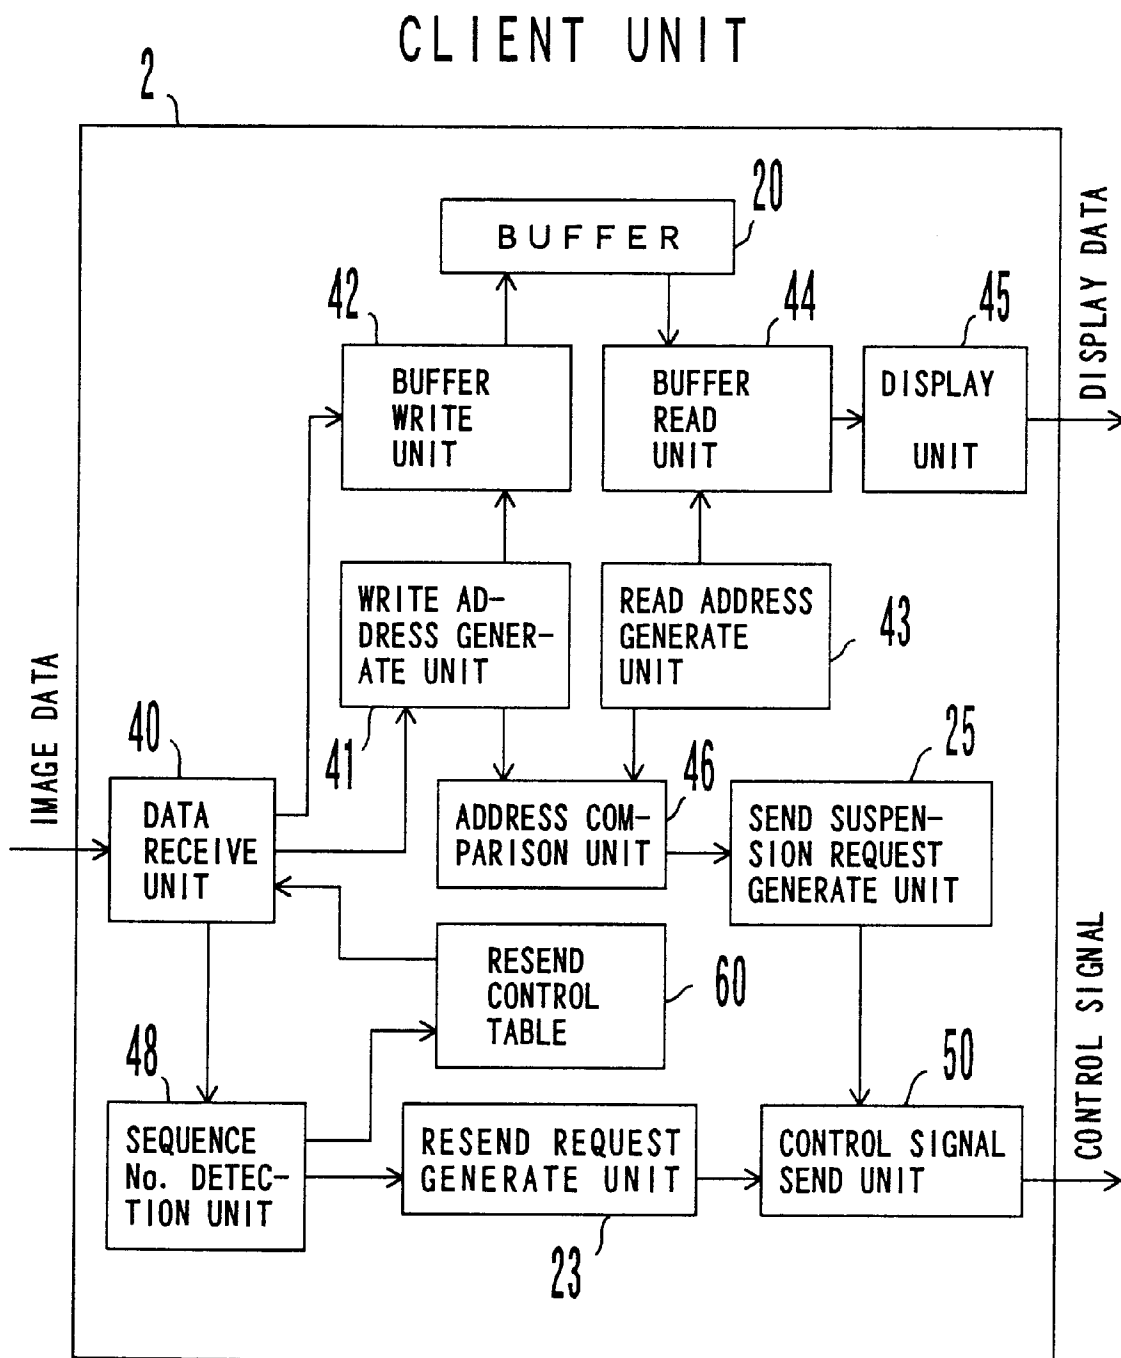 CLIENT UNIT
2
20
BUFFER
DISPLAY DATA
42
44
45
BUFFER
WRITE
UNIT
BUFFER
READ
UNIT
DISPLAY
UNIT
WRITE AD-
DRESS GENER-
ATE UNIT
READ ADDRESS
GENERATE
UNIT
43
IMAGE DATA
40
41
46
25
DATA
RECEIVE
UNIT
ADDRESS COM-
PARISON UNIT
SEND SUSPEN-
SION REQUEST
GENERATE UNIT
RESEND
CONTROL
TABLE
60
CONTROL SIGNAL
48
50
SEQUENCE
No. DETEC-
TION UNIT
RESEND REQUEST
GENERATE UNIT
CONTROL SIGNAL
SEND UNIT
23